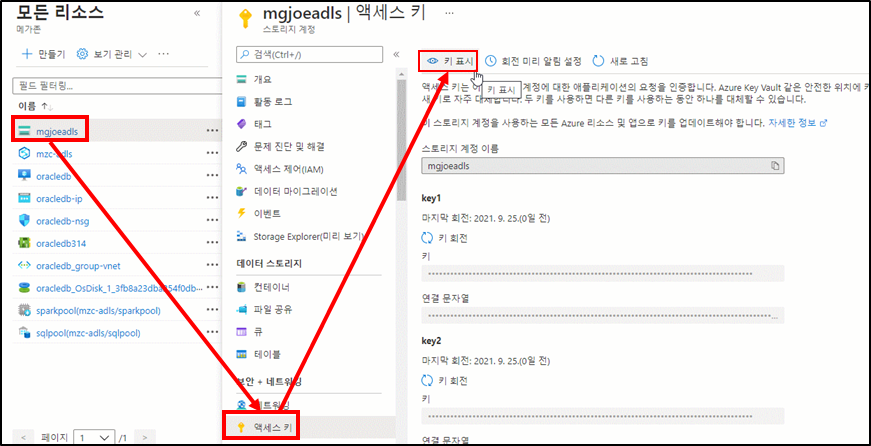 모든 리소스
메가존
만들기
보기 관리
필드 필터링...
이름
mgjoeadls
mzc-adls
oracledb
oracledb-ip
oracledb-nsg
oracledb314
oracledb_group-vnet
sparkpool(mzc-adls/sparkpool)
sqlpool(mzc-adls/sqlpool)
페이지 1 /1
mgjoeadls | 액세스 키
스토리지 계정
검색(Ctrl+/)
개요
활동 로그
태그
문제 진단 및 해결
액세스 제어(IAM)
데이터 마이그레이션
이벤트
Storage Explorer(미리 보기)
데이터 스토리지
컨테이너
파일 공유
큐
테이블
보안 + 네트워킹
액세스 키
키 표시
회전 미리 알림 설정
새로 고침
키 표시
액세스 키는 계정에 대한 애플리케이션의 요청을 인증합니다. Azure Key Vault 같은 안전한 위치에
자주 대체합니다. 두 키를 사용하면 다른 키를 사용하는 동안 하나를 대체할 수 있습니다.
스토리지 계정을 사용하는 모든 Azure 리소스 및 앱으로 키를 업데이트해야 합니다. 자세한 정보
스토리지 계정 이름
mgjoeadls
key1
마지막 회전: 2021. 9. 25.(0일 전)
키 회전
키
연결 문자열
key2
마지막 회전: 2021. 9. 25.(0일 전)
키 회전
키
연결 문자열